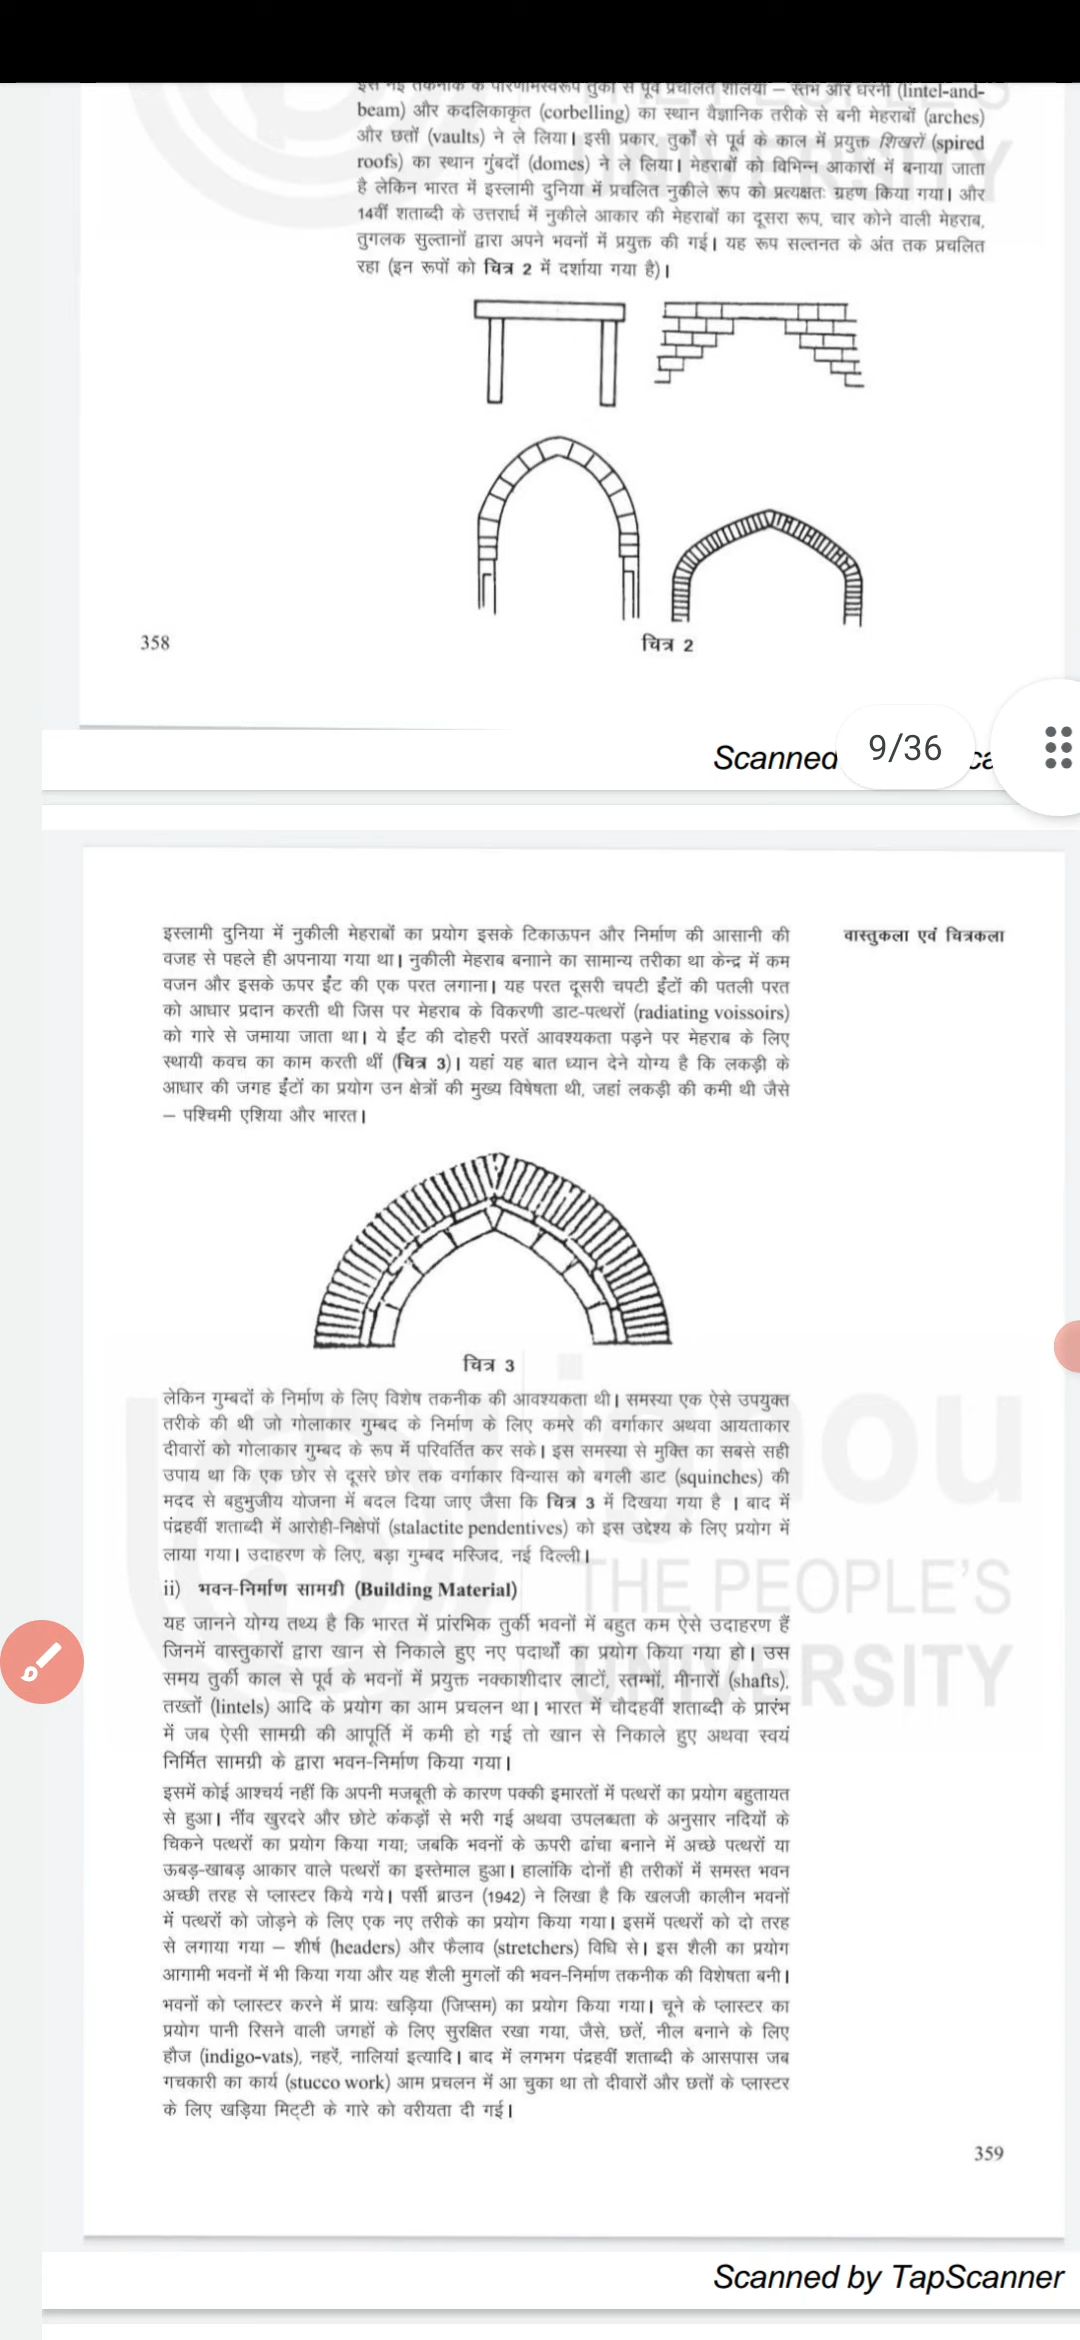 इस नई तकनीक के परिणामस्वरूप तुर्कों से पूर्व प्रचलित शैलियों – स्तंभ और धरनी (lintel-and-
beam) और कदलिकाकृत (corbelling) का स्थान वैज्ञानिक तरीके से बनी मेहराबों (arches)
और छतों (vaults) ने ले लिया। इसी प्रकार, तुर्कों से पूर्व के काल में प्रयुक्त शिखरों (spired
roofs) का स्थान गुंबदों (domes) ने ले लिया। मेहराबों को विभिन्न आकारों में बनाया जाता
है लेकिन भारत में इस्लामी दुनिया में प्रचलित नुकीले रूप को प्रत्यक्षतः ग्रहण किया गया। और
14वीं शताब्दी के उत्तरार्ध में नुकीले आकार की मेहराबों का दूसरा रूप, चार कोने वाली मेहराब,
तुगलक सुल्तानों द्वारा अपने भवनों में प्रयुक्त की गई। यह रूप सल्तनत के अंत तक प्रचलित
रहा (इन रूपों को चित्र 2 में दर्शाया गया है)।
358
चित्र 2
Scanned
9/36
इस्लामी दुनिया में नुकीली मेहराबों का प्रयोग इसके टिकाऊपन और निर्माण की आसानी की
वास्तुकला एवं चित्रकला
वजह से पहले ही अपनाया गया था। नुकीली मेहराब बनााने का सामान्य तरीका था केन्द्र में कम
वजन और इसके ऊपर ईंट की एक परत लगाना। यह परत दूसरी चपटी ईंटों की पतली परत
को आधार प्रदान करती थी जिस पर मेहराब के विकरणी डाट-पत्थरों (radiating voissoirs)
को गारे से जमाया जाता था। ये ईंट की दोहरी परतें आवश्यकता पड़ने पर मेहराब के लिए
स्थायी कवच का काम करती थीं (चित्र 3)। यहां यह बात ध्यान देने योग्य है कि लकड़ी के
आधार की जगह ईंटों का प्रयोग उन क्षेत्रों की मुख्य विषेषता थी, जहां लकड़ी की कमी थी जैसे
– पश्चिमी एशिया और भारत।
चित्र 3
लेकिन गुम्बदों के निर्माण के लिए विशेष तकनीक की आवश्यकता थी। समस्या एक ऐसे उपयुक्त
तरीके की थी जो गोलाकार गुम्बद के निर्माण के लिए कमरे की वर्गाकार अथवा आयताकार
दीवारों को गोलाकार गुम्बद के रूप में परिवर्तित कर सके। इस समस्या से मुक्ति का सबसे सही
उपाय था कि एक छोर से दूसरे छोर तक वर्गाकार विन्यास को बगली डाट (squinches) की
मदद से बहुभुजीय योजना में बदल दिया जाए जैसा कि चित्र 3 में दिखया गया है । बाद में
पंद्रहवीं शताब्दी में आरोही-निक्षेपों (stalactite pendentives) को इस उद्देश्य के लिए प्रयोग में
लाया गया। उदाहरण के लिए, बड़ा गुम्बद मस्जिद, नई दिल्ली।
ii) भवन-निर्माण सामग्री (Building Material)
यह जानने योग्य तथ्य है कि भारत में प्रांरभिक तुर्की भवनों में बहुत कम ऐसे उदाहरण हैं
जिनमें वास्तुकारों द्वारा खान से निकाले हुए नए पदार्थों का प्रयोग किया गया हो। उस
समय तुर्की काल से पूर्व के भवनों में प्रयुक्त नक्काशीदार लाटों, स्तम्भों, मीनारों (shafts),
तख्तों (lintels) आदि के प्रयोग का आम प्रचलन था। भारत में चौदहवीं शताब्दी के प्रारंभ
में जब ऐसी सामग्री की आपूर्ति में कमी हो गई तो खान से निकाले हुए अथवा स्वयं
निर्मित सामग्री के द्वारा भवन-निर्माण किया गया।
इसमें कोई आश्चर्य नहीं कि अपनी मजबूती के कारण पक्की इमारतों में पत्थरों का प्रयोग बहुतायत
से हुआ। नींव खुरदरे और छोटे कंकड़ों से भरी गई अथवा उपलब्धता के अनुसार नदियों के
चिकने पत्थरों का प्रयोग किया गया; जबकि भवनों के ऊपरी ढांचा बनाने में अच्छे पत्थरों या
ऊबड़-खाबड़ आकार वाले पत्थरों का इस्तेमाल हुआ। हालांकि दोनों ही तरीकों में समस्त भवन
अच्छी तरह से प्लास्टर किये गये। पर्सी ब्राउन (1942) ने लिखा है कि खलजी कालीन भवनों
में पत्थरों को जोड़ने के लिए एक नए तरीके का प्रयोग किया गया। इसमें पत्थरों को दो तरह
से लगाया गया – शीर्ष (headers) और फैलाव (stretchers) विधि से। इस शैली का प्रयोग
आगामी भवनों में भी किया गया और यह शैली मुगलों की भवन-निर्माण तकनीक की विशेषता बनी।
भवनों को प्लास्टर करने में प्रायः खड़िया (जिप्सम) का प्रयोग किया गया। चूने के प्लास्टर का
प्रयोग पानी रिसने वाली जगहों के लिए सुरक्षित रखा गया, जैसे, छतें, नील बनाने के लिए
हौज (indigo-vats), नहरें, नालियां इत्यादि। बाद में लगभग पंद्रहवीं शताब्दी के आसपास जब
गचकारी का कार्य (stucco work) आम प्रचलन में आ चुका था तो दीवारों और छतों के प्लास्टर
के लिए खड़िया मिट्टी के गारे को वरीयता दी गई।
359
ignou
THE PEOPLE'S
UNIVERSITY
Scanned by TapScanner